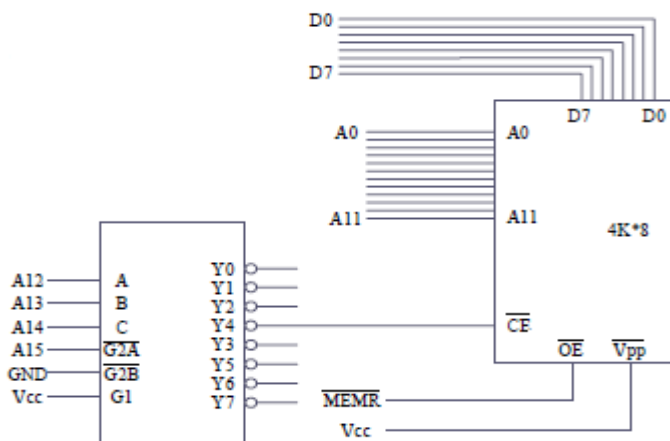 D0
D7
D7 D0
A0 A0
A11 A11
4K*8
Y0
A12 A Y1
A13 B Y2
A14 C Y4 CE
A15 G2A Y3
GND G2B Y5
Vcc G1 Y6
Y7
OE Vpp
MEMR
Vcc